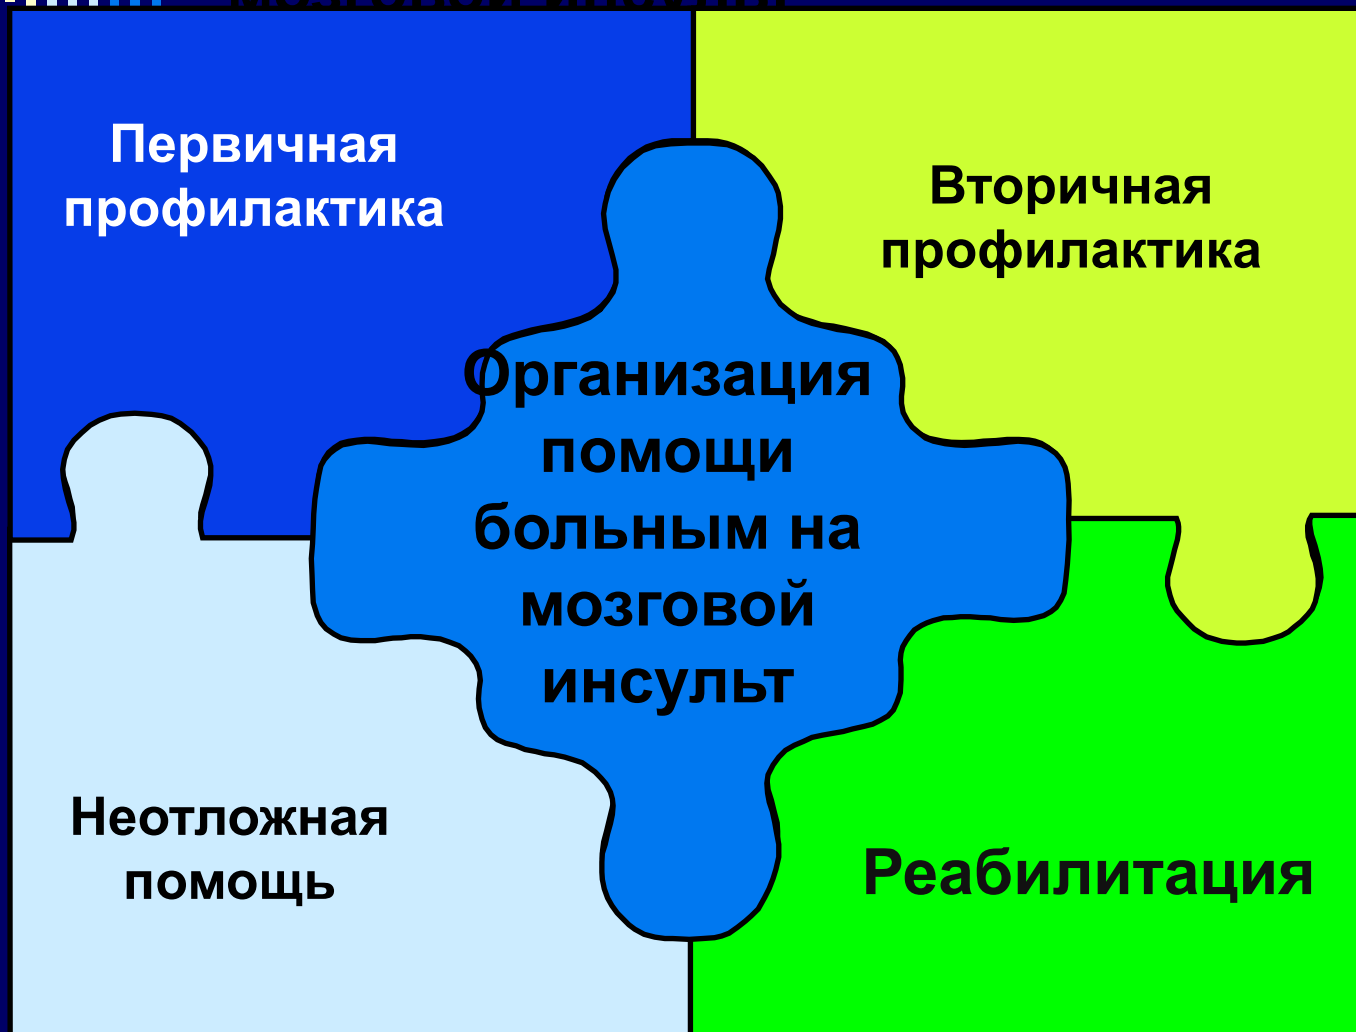 Первичная
профилактика
Вторичная
профилактика
Организация
помощи
больным на
мозговой
инсульт
Неотложная
помощь
Реабилитация